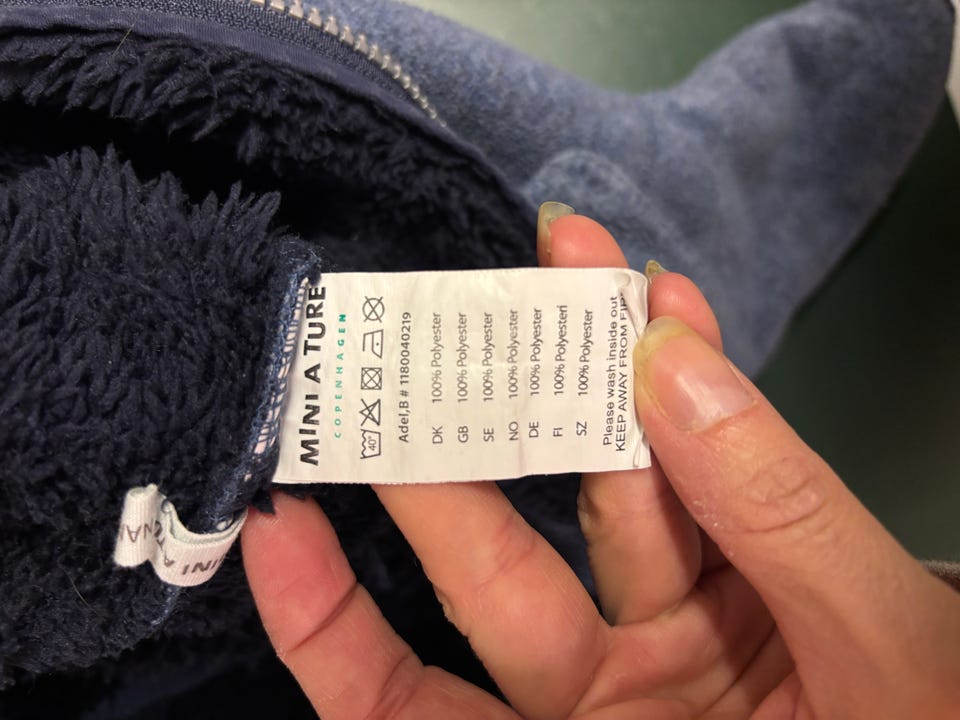 MINI A TURE
COPENHAGEN
40°
Adel,B # 1180040219
DK 100% Polyester
GB 100% Polyester
SE 100% Polyester
NO 100% Polyester
DE 100% Polyester
FI 100% Polyesteri
SZ 100% Polyester
Please wash inside out
KEEP AWAY FROM FIR